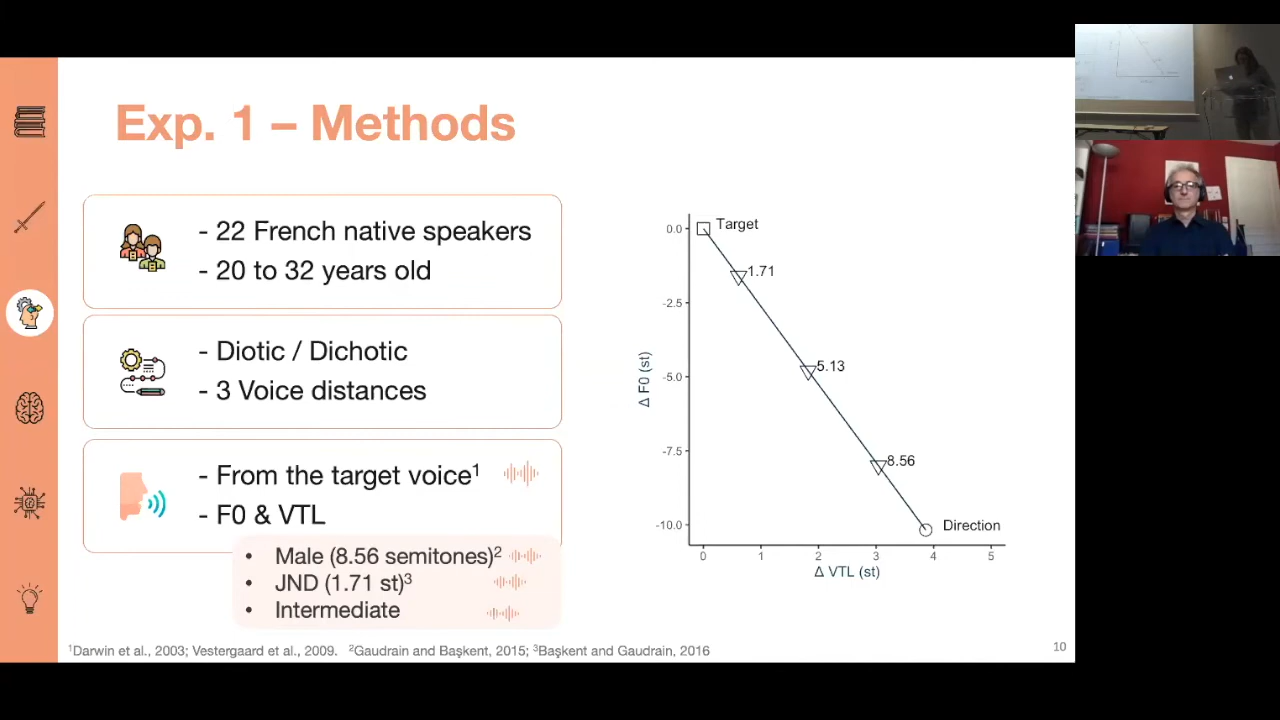 Exp. 1 – Methods
- 22 French native speakers
- 20 to 32 years old
- Diotic / Dichotic
- 3 Voice distances
- From the target voice¹
- F0 & VTL
• Male (8.56 semitones)²
• JND (1.71 st)³
• Intermediate
Δ F0 (st)
0.0
-2.5
-5.0
-7.5
-10.0
Target
1.71
5.13
8.56
Direction
0 1 2 3 4 5
Δ VTL (st)
¹Darwin et al., 2003; Vestergaard et al., 2009. ²Gaudrain and Başkent, 2015; ³Başkent and Gaudrain, 2016
10